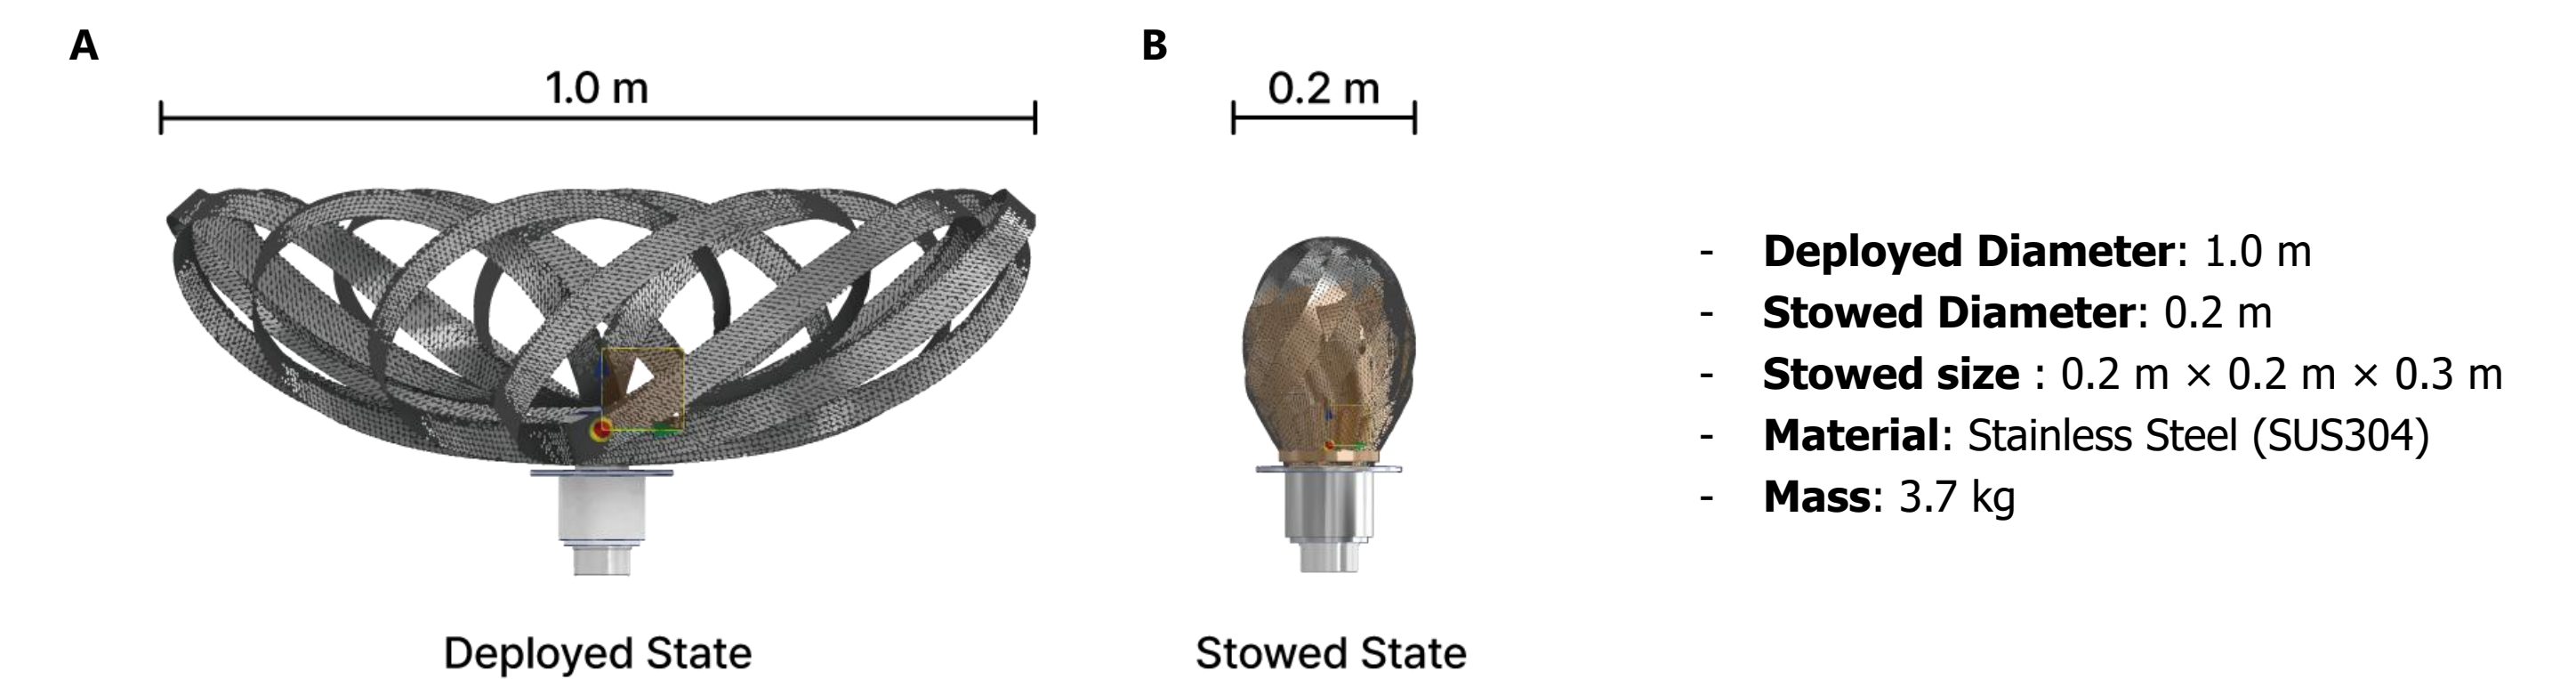 A
1.0 m
Deployed State
B
0.2 m
Stowed State
- Deployed Diameter: 1.0 m
- Stowed Diameter: 0.2 m
- Stowed size : 0.2 m × 0.2 m × 0.3 m
- Material: Stainless Steel (SUS304)
- Mass: 3.7 kg